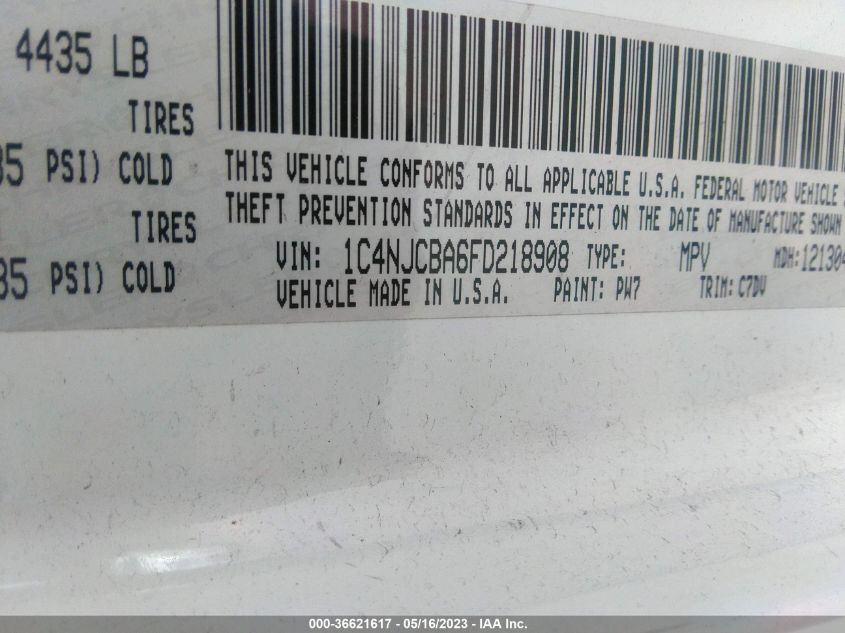 4435 LB
TIRES
35 PSI) COLD
TIRES
35 PSI) COLD
THIS VEHICLE CONFORMS TO ALL APPLICABLE U.S.A. FEDERAL MOTOR VEHICLE
THEFT PREVENTION STANDARDS IN EFFECT ON THE DATE OF MANUFACTURE SHOWN
VIN: 1C4NJCBA6FD218908 TYPE: MPV MDH:121304
VEHICLE MADE IN U.S.A. PAINT: PW7 TRIM: C7DV
000-36621617 - 05/16/2023 - IAA Inc.